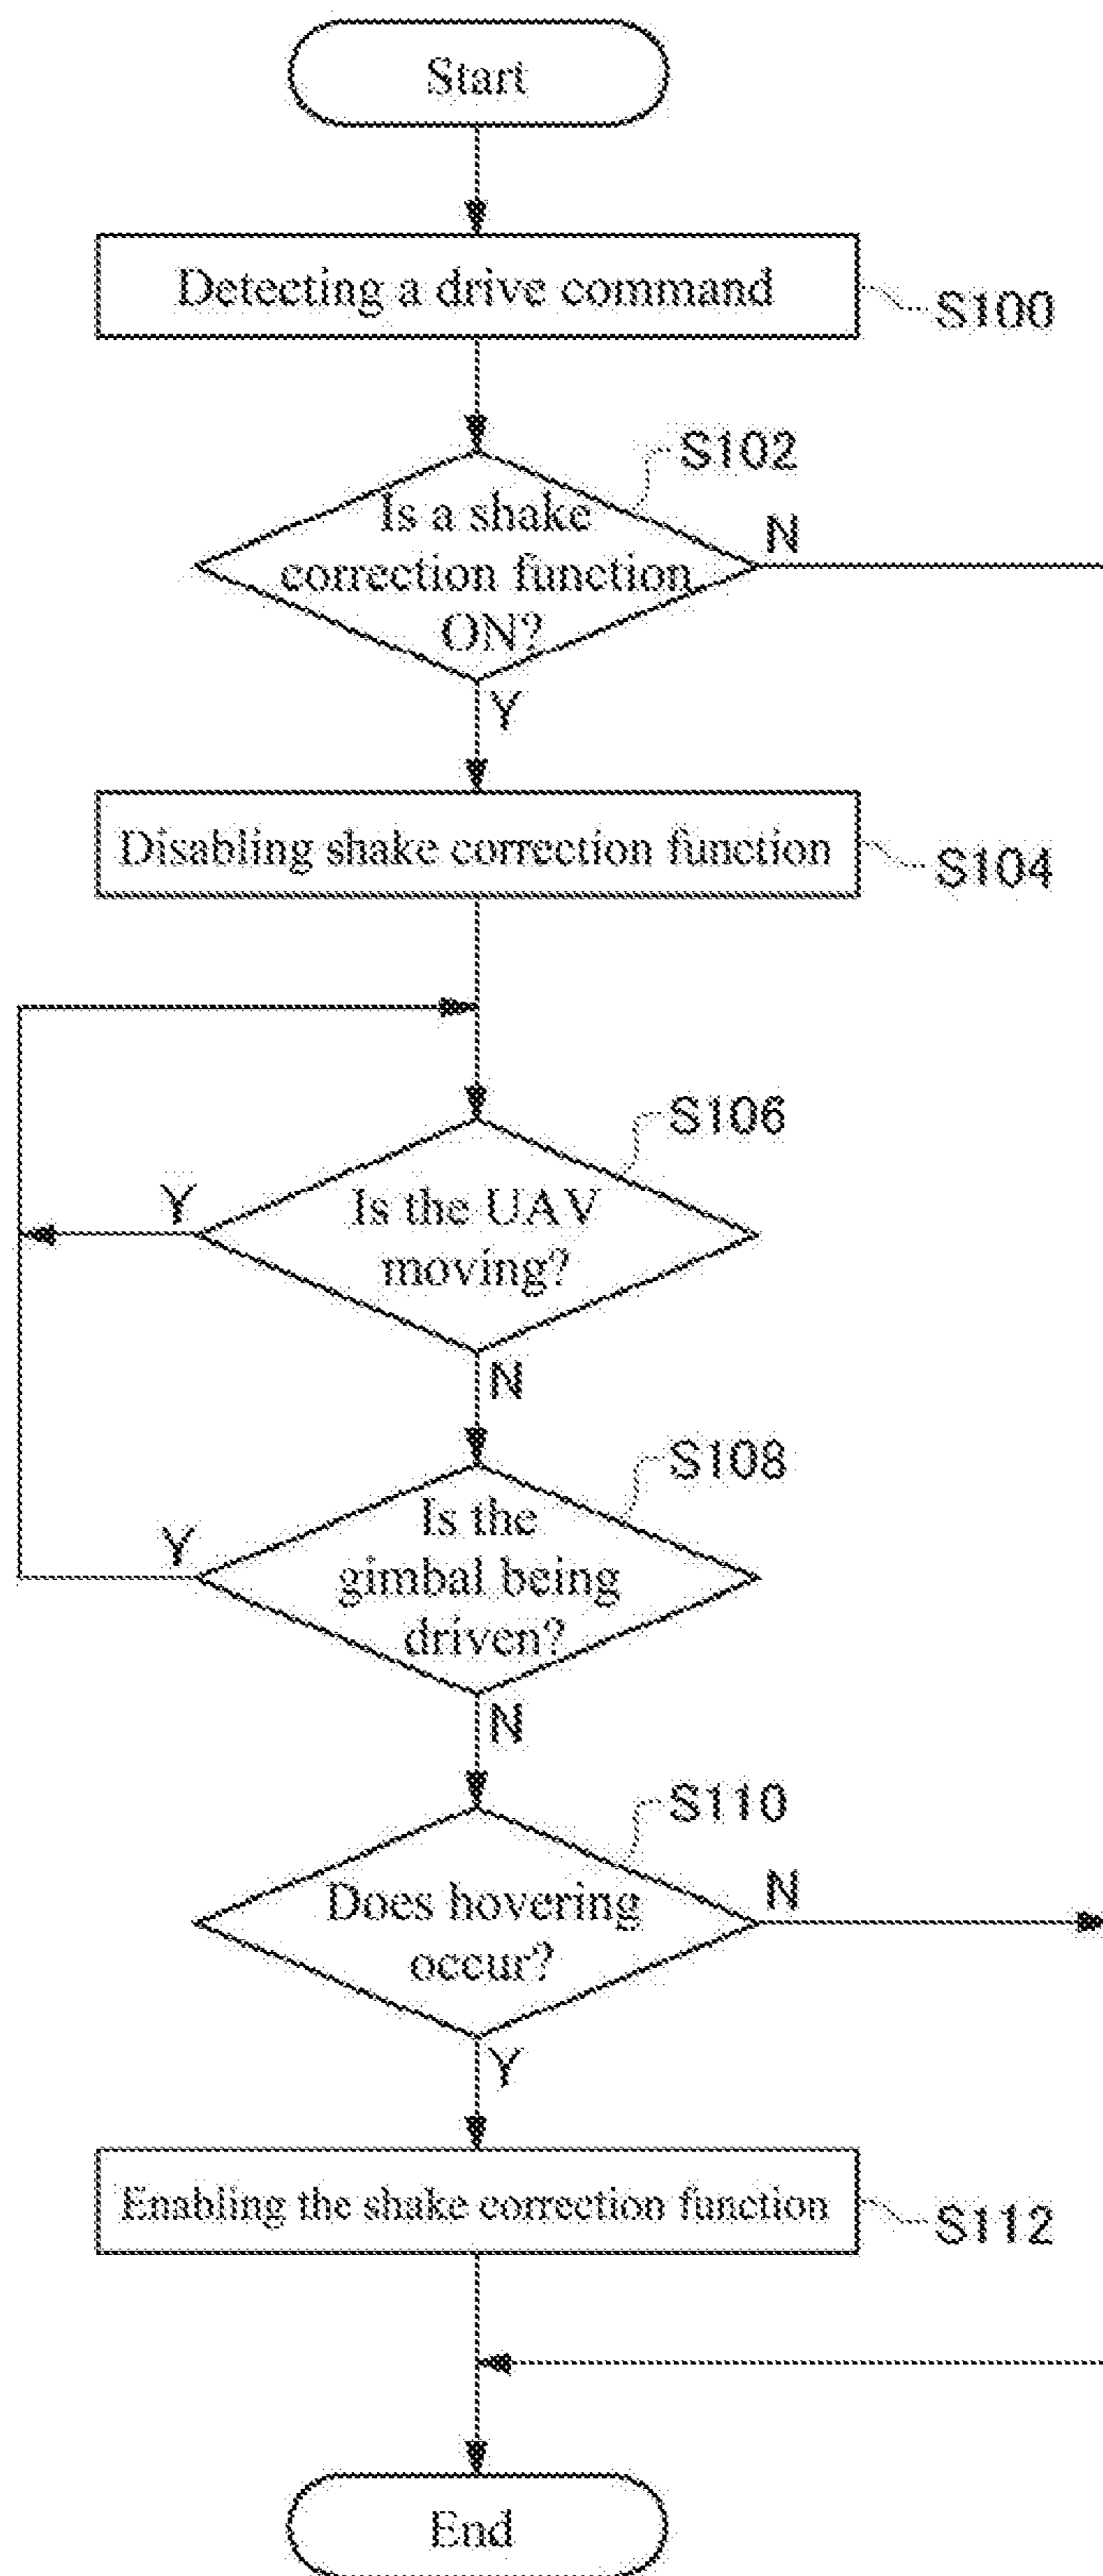 Start
Detecting a drive command
S100
S102
Is a shake
correction function
ON?
N
Y
Disabling shake correction function
S104
S106
Is the UAV
moving?
Y
N
S108
Is the
gimbal being
driven?
Y
N
S110
Does hovering
occur?
N
Y
Enabling the shake correction function
S112
End